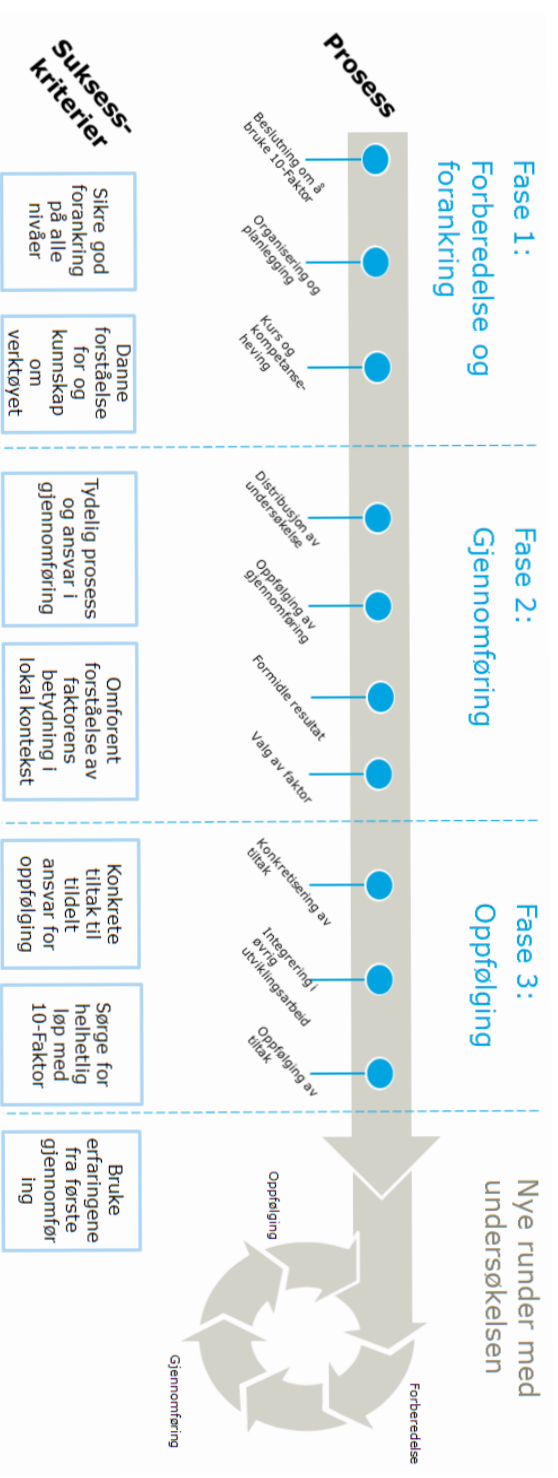 Fase 1:
Forberedelse og
forankring
Fase 2:
Gjennomføring
Fase 3:
Oppfølging
Nye runder med
undersøkelsen
Prosess
Beslutning om å
bruke 10-Faktor
Organisering og
planlegging
Kurs og
kompetanse-
heving
Distribusjon av
undersøkelse
Oppfølging av
gjennomføring
Formidle resultat
Valg av faktor
Konkretisering av
tiltak
Integrering i
øvrig
utviklingsarbeid
Oppfølging av
tiltak
Forberedelse
Gjennomføring
Oppfølging
Suksess-
kriterier
Sikre god
forankring
på alle
nivåer
Danne
forståelse
for og
kunnskap
om
verktøyet
Tydelig prosess
og ansvar i
gjennomføring
Omforent
forståelse av
faktorens
betydning i
lokal kontekst
Konkrete
tiltak til
tildelt
ansvar for
oppfølging
Sørge for
helhetlig
løp med
10-Faktor
Bruke
erfaringene
fra første
gjennomfør
ing